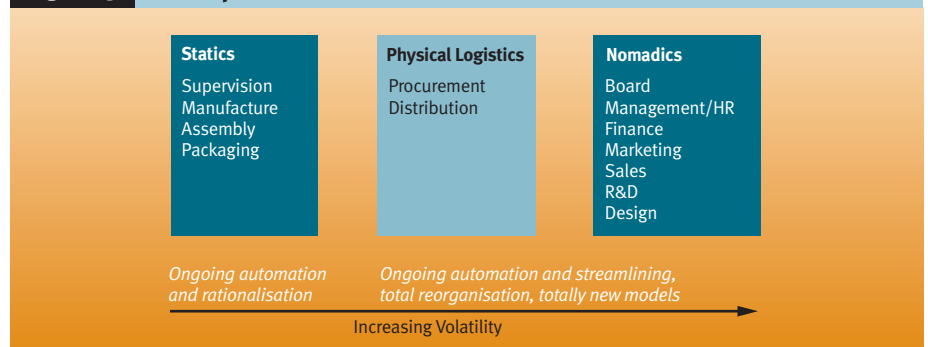 Statics
Supervision
Manufacture
Assembly
Packaging
Physical Logistics
Procurement
Distribution
Nomadics
Board
Management/HR
Finance
Marketing
Sales
R&D
Design
Ongoing automation
and rationalisation
Ongoing automation and streamlining,
total reorganisation, totally new models
Increasing Volatility